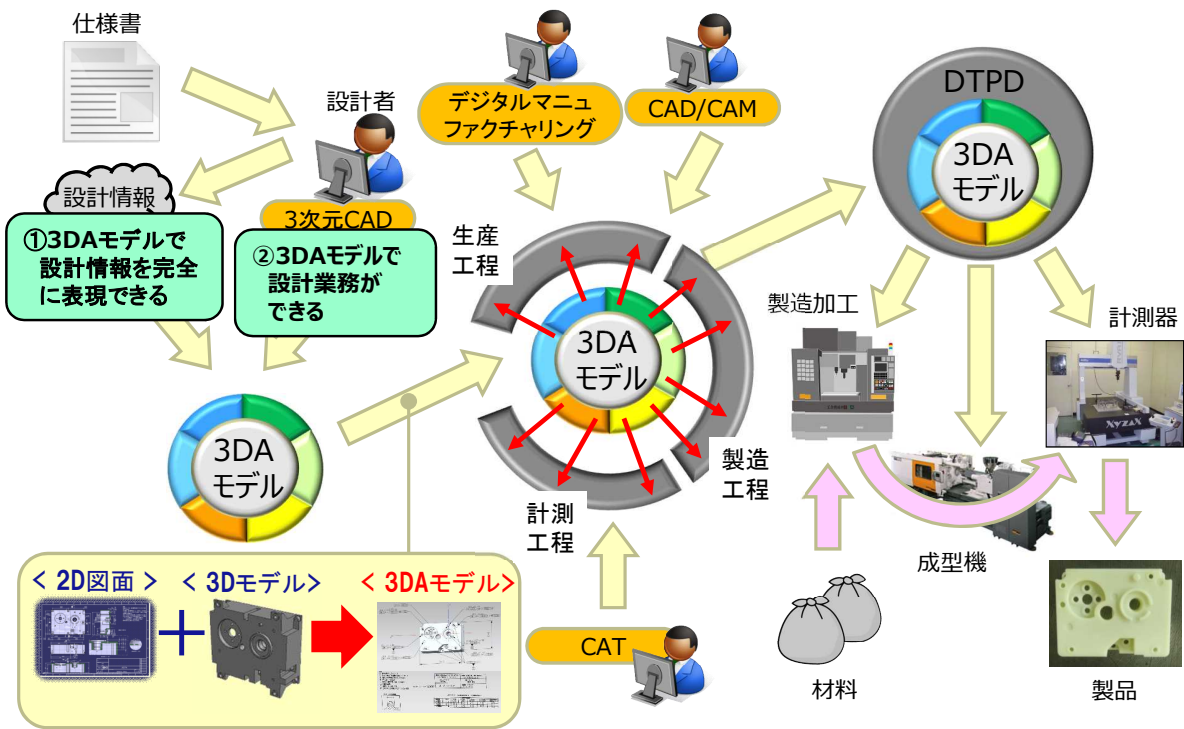 仕様書
設計者
設計情報
3次元CAD
①3DAモデルで
設計情報を完全
に表現できる
②3DAモデルで
設計業務が
できる
3DA
モデル
< 2D図面 >
< 3Dモデル>
< 3DAモデル>
デジタルマニュ
ファクチャリング
CAD/CAM
生産
工程
3DA
モデル
製造
工程
計測
工程
CAT
DTPD
3DA
モデル
製造加工
計測器
XYZAX
成型機
材料
製品